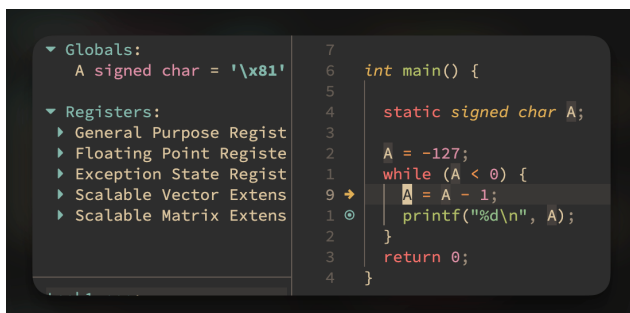 ▾ Globals:
A signed char = '\x81'
▾ Registers:
▸ General Purpose Regist
▸ Floating Point Registe
▸ Exception State Regist
▸ Scalable Vector Extens
▸ Scalable Matrix Extens
7
6 int main() {
5
4 static signed char A;
3
2 A = -127;
1 while (A < 0) {
9 → A = A - 1;
1 printf("%d\n", A);
2 }
3 return 0;
4 }